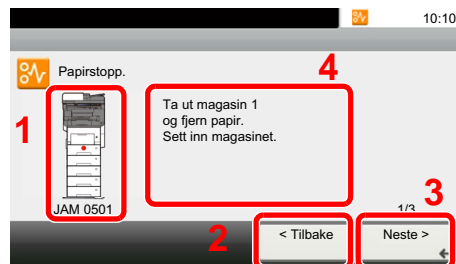 10:10
Papirstopp.
4
1
Ta ut magasin 1
og fjern papir.
Sett inn magasinet.
JAM 0501
1/3
3
2
< Tilbake
Neste >